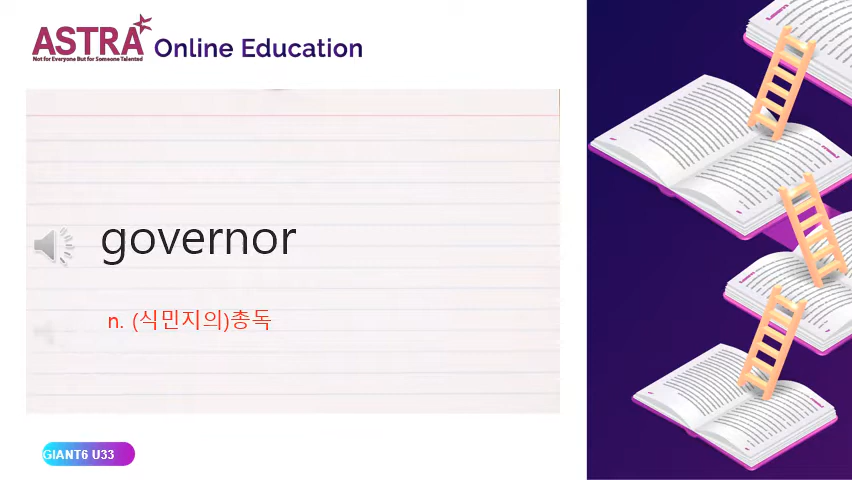 ASTRA
Not for Everyone But for Someone Talented
Online Education
governor
n. (식민지의)총독
GIANT6 U33